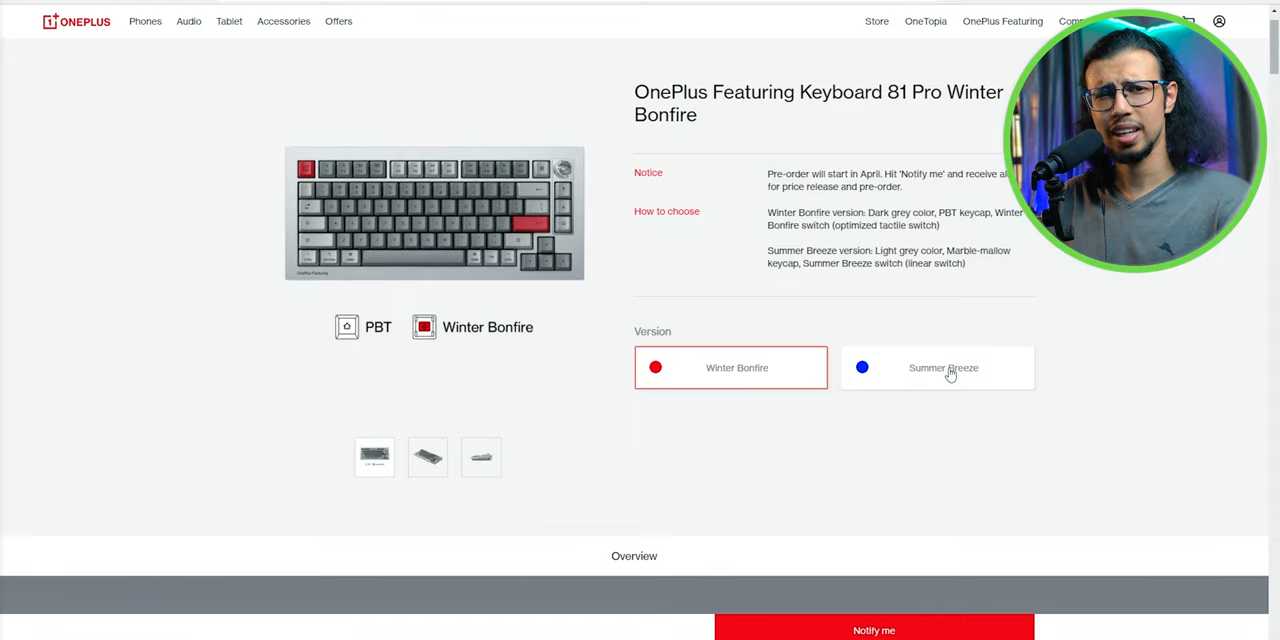 ONEPLUS
Phones
Audio
Tablet
Accessories
Offers
Store
OneTopia
OnePlus Featuring
OnePlus Featuring Keyboard 81 Pro Winter
Bonfire
Notice
Pre-order will start in April. Hit 'Notify me' and receive
for price release and pre-order.
How to choose
Winter Bonfire version: Dark grey color, PBT keycap, Winter
Bonfire switch (optimized tactile switch)
Summer Breeze version: Light grey color, Marble-mallow
keycap, Summer Breeze switch (linear switch)
OnePlus Featuring
PBT
Winter Bonfire
Version
Winter Bonfire
Summer Breeze
Overview
Notify me